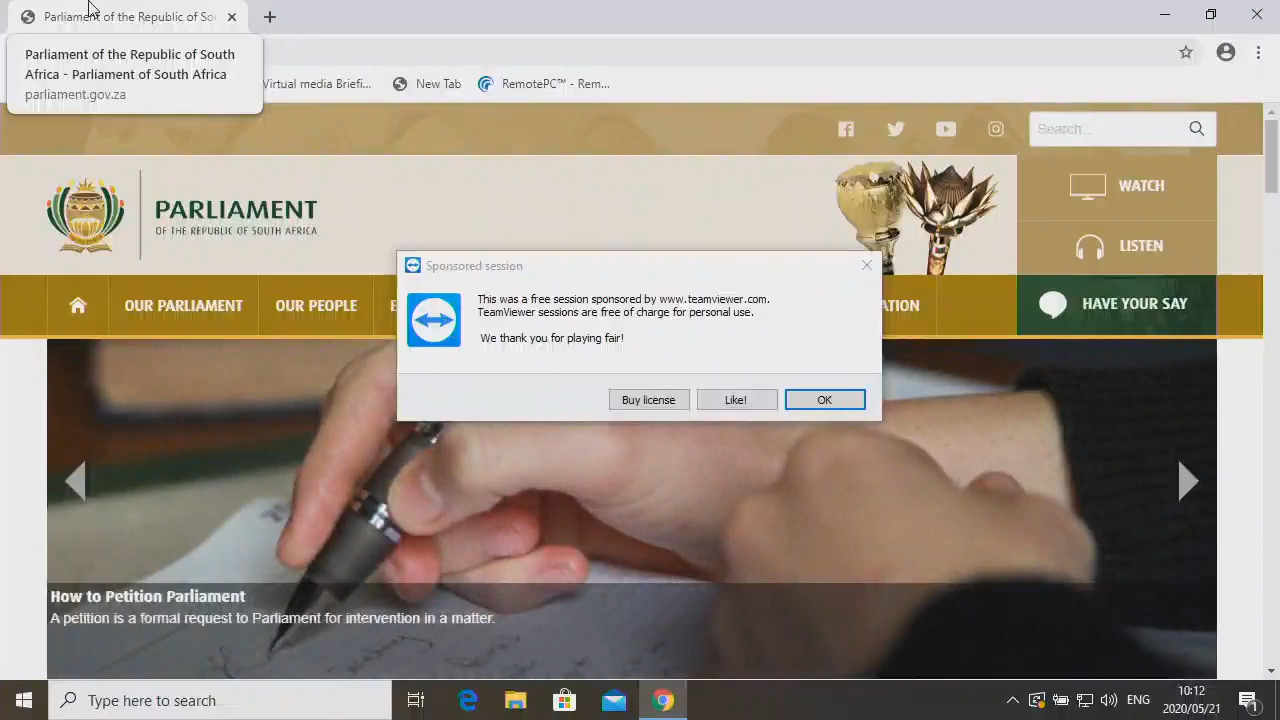 Parliament of the Republic of Sou
Parliament of the Republic of South
Africa - Parliament of South Africa
parliament.gov.za
Virtual media Briefi...
New Tab
RemotePC™ - Rem...
Search...
WATCH
LISTEN
PARLIAMENT
OF THE REPUBLIC OF SOUTH AFRICA
OUR PARLIAMENT
OUR PEOPLE
HAVE YOUR SAY
Sponsored session
This was a free session sponsored by www.teamviewer.com.
TeamViewer sessions are free of charge for personal use.
We thank you for playing fair!
Buy license
Like!
OK
How to Petition Parliament
A petition is a formal request to Parliament for intervention in a matter.
Type here to search
ENG
10:12
2020/05/21
1